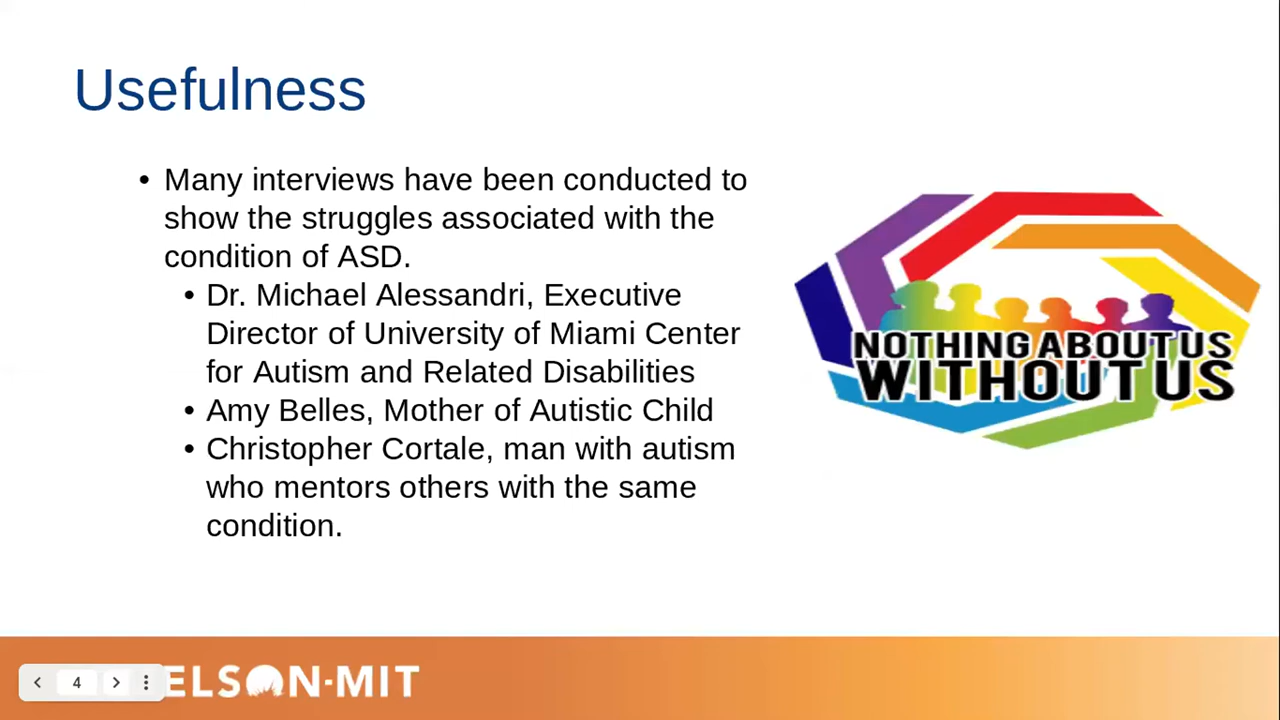 Usefulness
• Many interviews have been conducted to
show the struggles associated with the
condition of ASD.
• Dr. Michael Alessandri, Executive
Director of University of Miami Center
for Autism and Related Disabilities
• Amy Belles, Mother of Autistic Child
• Christopher Cortale, man with autism
who mentors others with the same
condition.
NOTHING ABOUT US
WITHOUT US
4
ELSON-MIT